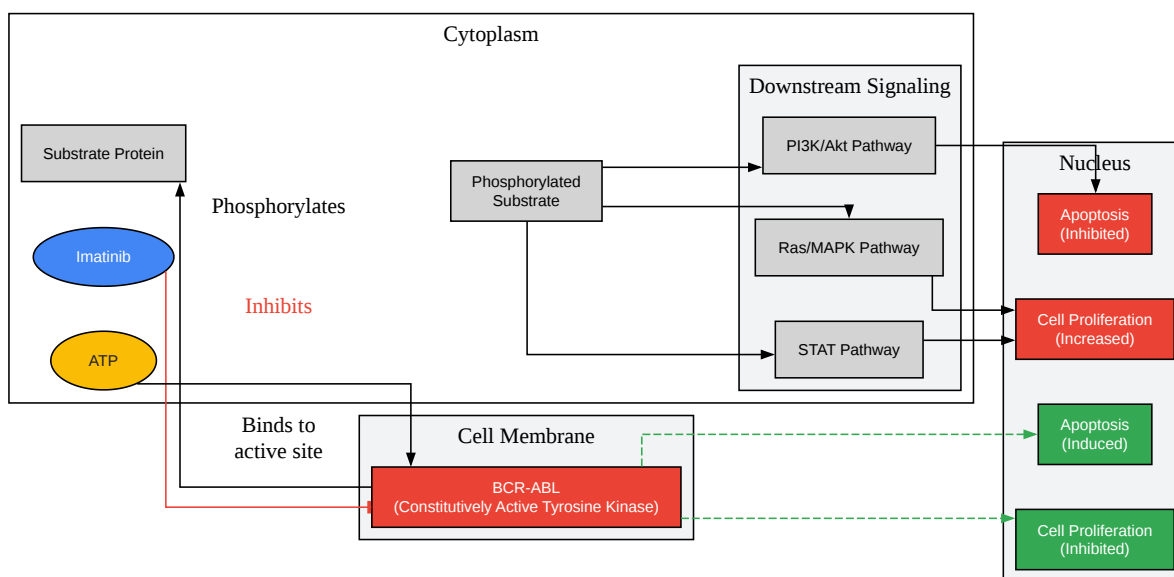 Cytoplasm
Downstream Signaling
Substrate Protein
PI3K/Akt Pathway
Nucleus
Phosphorylated
Substrate
Phosphorylates
Apoptosis
(Inhibited)
Ras/MAPK Pathway
Imatinib
Inhibits
Cell Proliferation
(Increased)
STAT Pathway
ATP
Binds to
active site
Cell Membrane
Apoptosis
(Induced)
BCR-ABL
(Constitutively Active Tyrosine Kinase)
Cell Proliferation
(Inhibited)